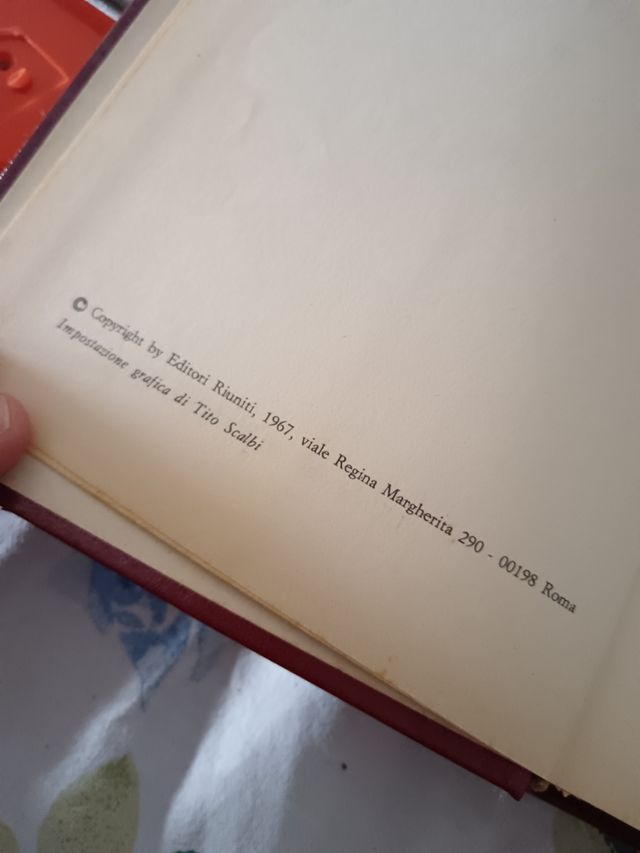 © Copyright by Editori Riuniti, 1967, viale Regina Margherita 290 - 00198 Roma
Impostazione grafica di Tito Scalbi